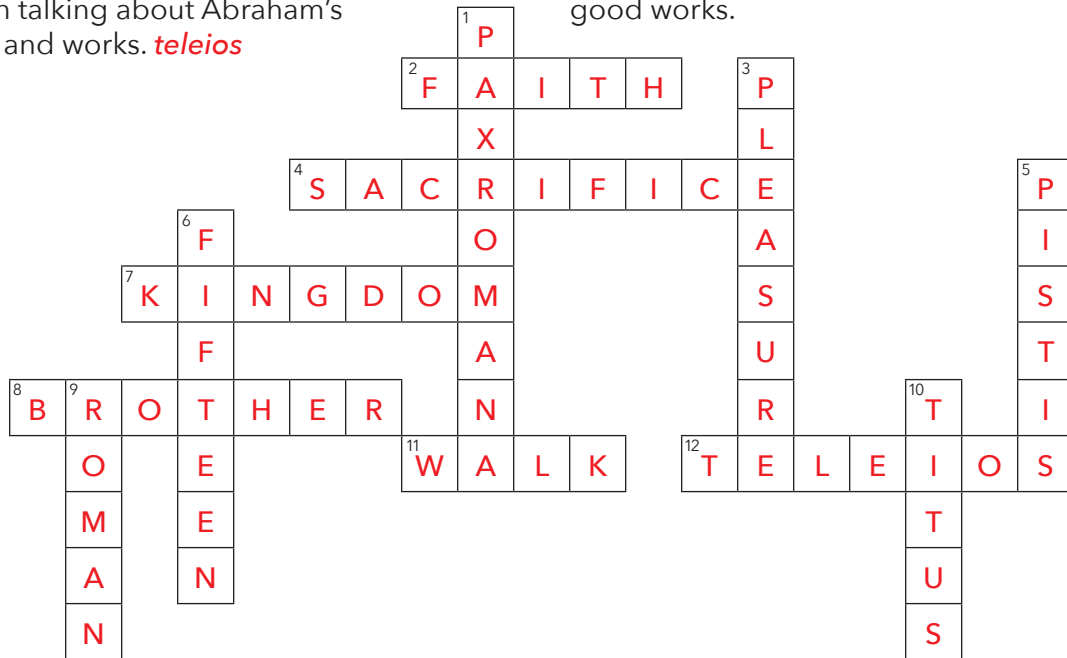 n talking about Abraham's
and works. teleios
good works.
1 P
2 F A I T H 3 P
X L
4 S A C R I F I C E 5 P
6 F O A I
7 K I N G D O M S S
F A U T
8 B 9 R O T H E R N R 10 T I
O E 11 W A L K 12 T E L E I O S
M E T
A N U
N S